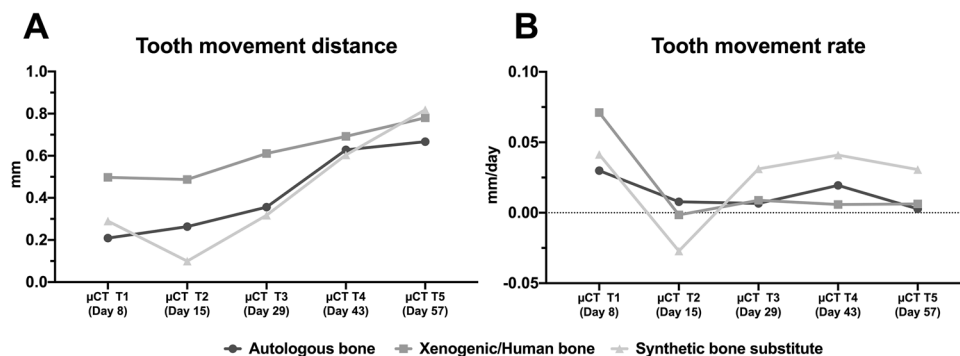 A
Tooth movement distance
mm
1.0
0.8
0.6
0.4
0.2
0.0
µCT T1
(Day 8)
µCT T2
(Day 15)
µCT T3
(Day 29)
µCT T4
(Day 43)
µCT T5
(Day 57)
B
Tooth movement rate
mm/day
0.10
0.05
0.00
-0.05
µCT T1
(Day 8)
µCT T2
(Day 15)
µCT T3
(Day 29)
µCT T4
(Day 43)
µCT T5
(Day 57)
Autologous bone
Xenogenic/Human bone
Synthetic bone substitute